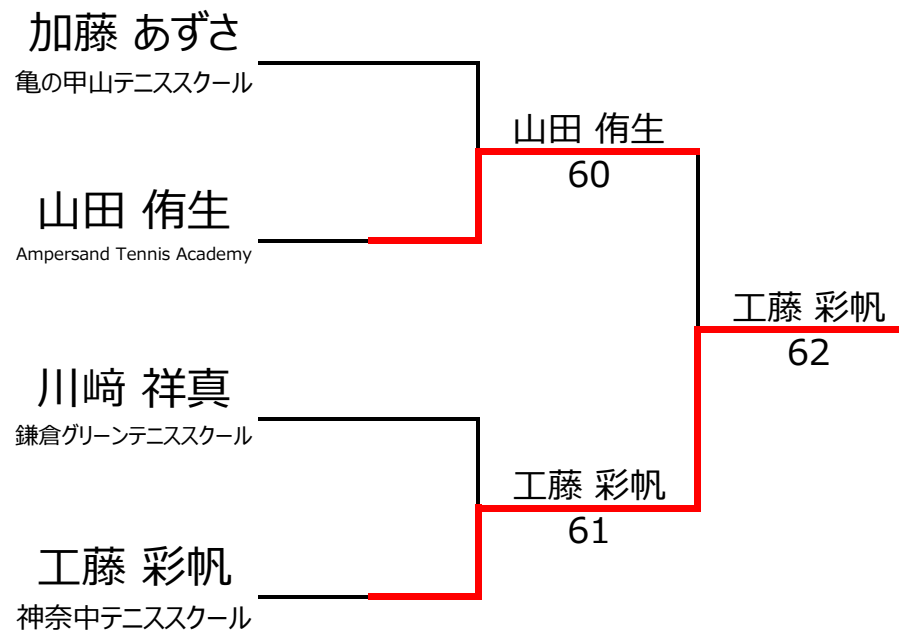 加藤 あずさ
亀の甲山テニススクール
山田 侑生
60
山田 侑生
Ampersand Tennis Academy
工藤 彩帆
62
川﨑 祥真
鎌倉グリーンテニススクール
工藤 彩帆
61
工藤 彩帆
神奈中テニススクール